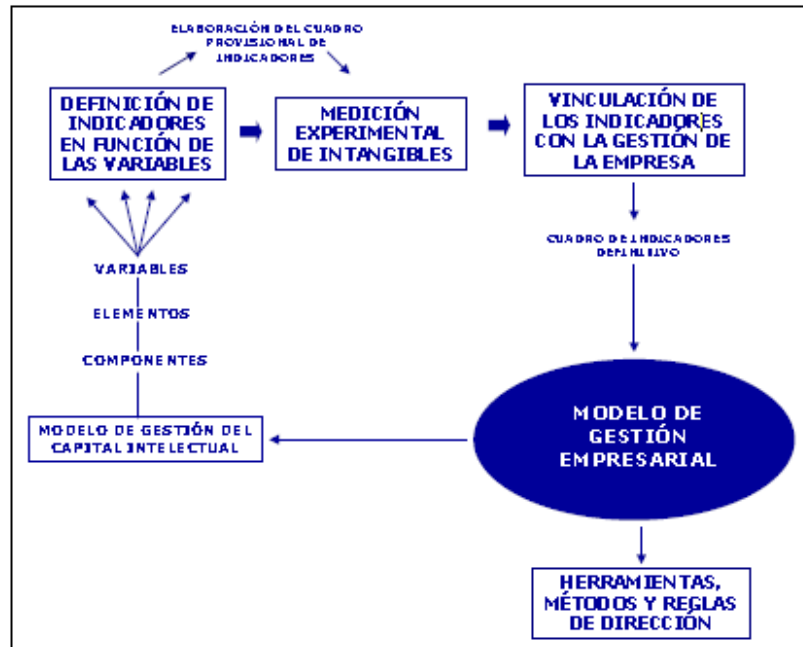 ELABORACIÓN DEL CUADRO
PROVISIONAL DE
INDICADORES
DEFINICIÓN DE
INDICADORES
EN FUNCIÓN DE
LAS VARIABLES
MEDICIÓN
EXPERIMENTAL
DE INTANGIBLES
VINCULACIÓN DE
LOS INDICADORES
CON LA GESTIÓN DE
LA EMPRESA
CUADRO DE INDICADORES
DEFINITIVO
VARIABLES
ELEMENTOS
COMPONENTES
MODELO DE GESTIÓN DEL
CAPITAL INTELECTUAL
MODELO DE
GESTIÓN
EMPRESARIAL
HERRAMIENTAS,
MÉTODOS Y REGLAS
DE DIRECCIÓN